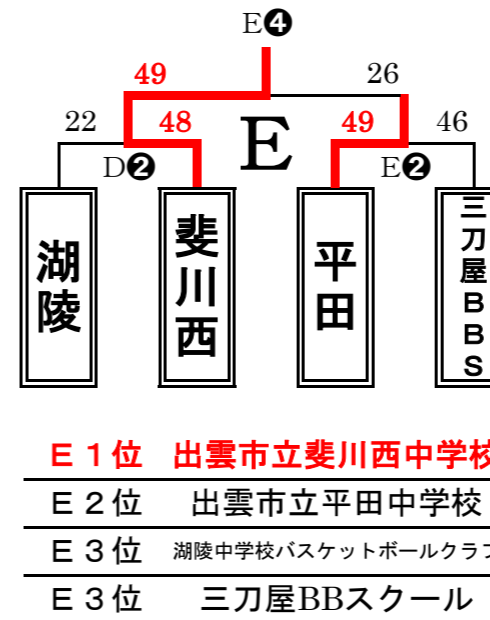 E❹
49 26
22 48 49 46
E
D❷ E❷
湖陵
斐川西
平田
三刀屋BBS
E1位 出雲市立斐川西中学校
E2位 出雲市立平田中学校
E3位 湖陵中学校バスケットボールクラブ
E3位 三刀屋BBスクール